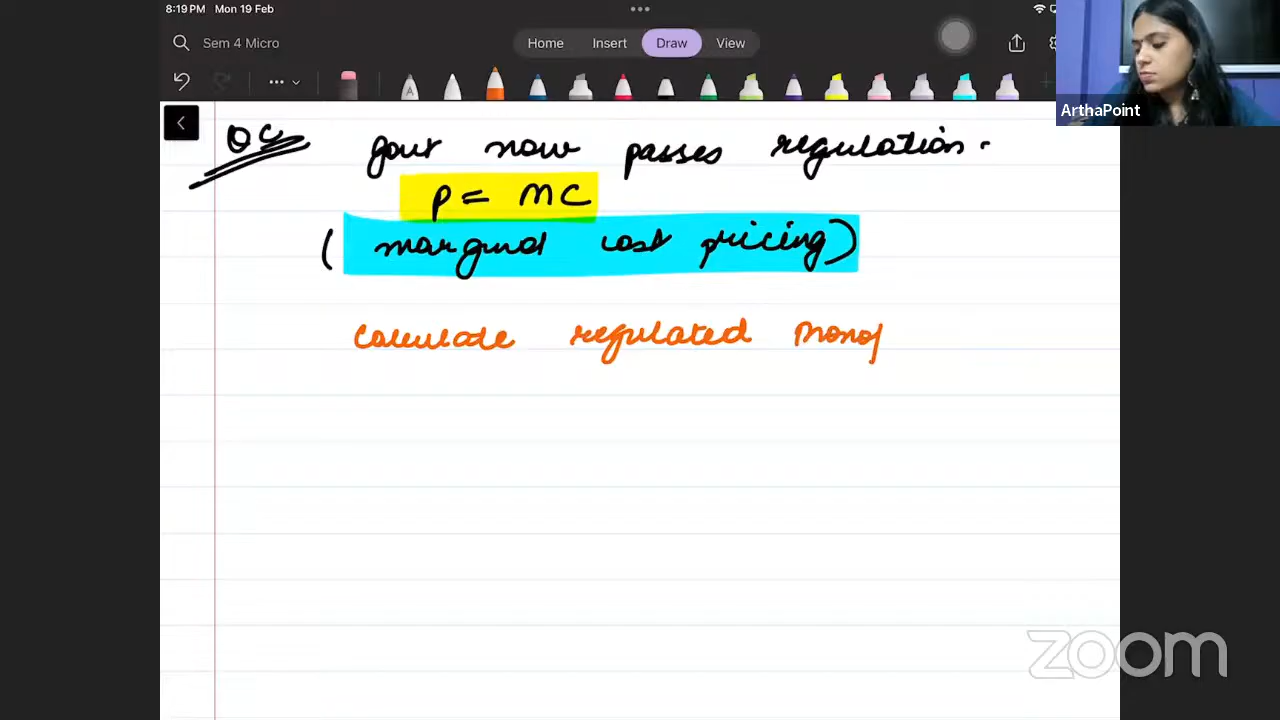 8:19 PM Mon 19 Feb
Sem 4 Micro
Home Insert Draw View
ArthaPoint
govt now passes regulation.
P = MC
(marginal cost pricing)
calculate regulated monop
zoom